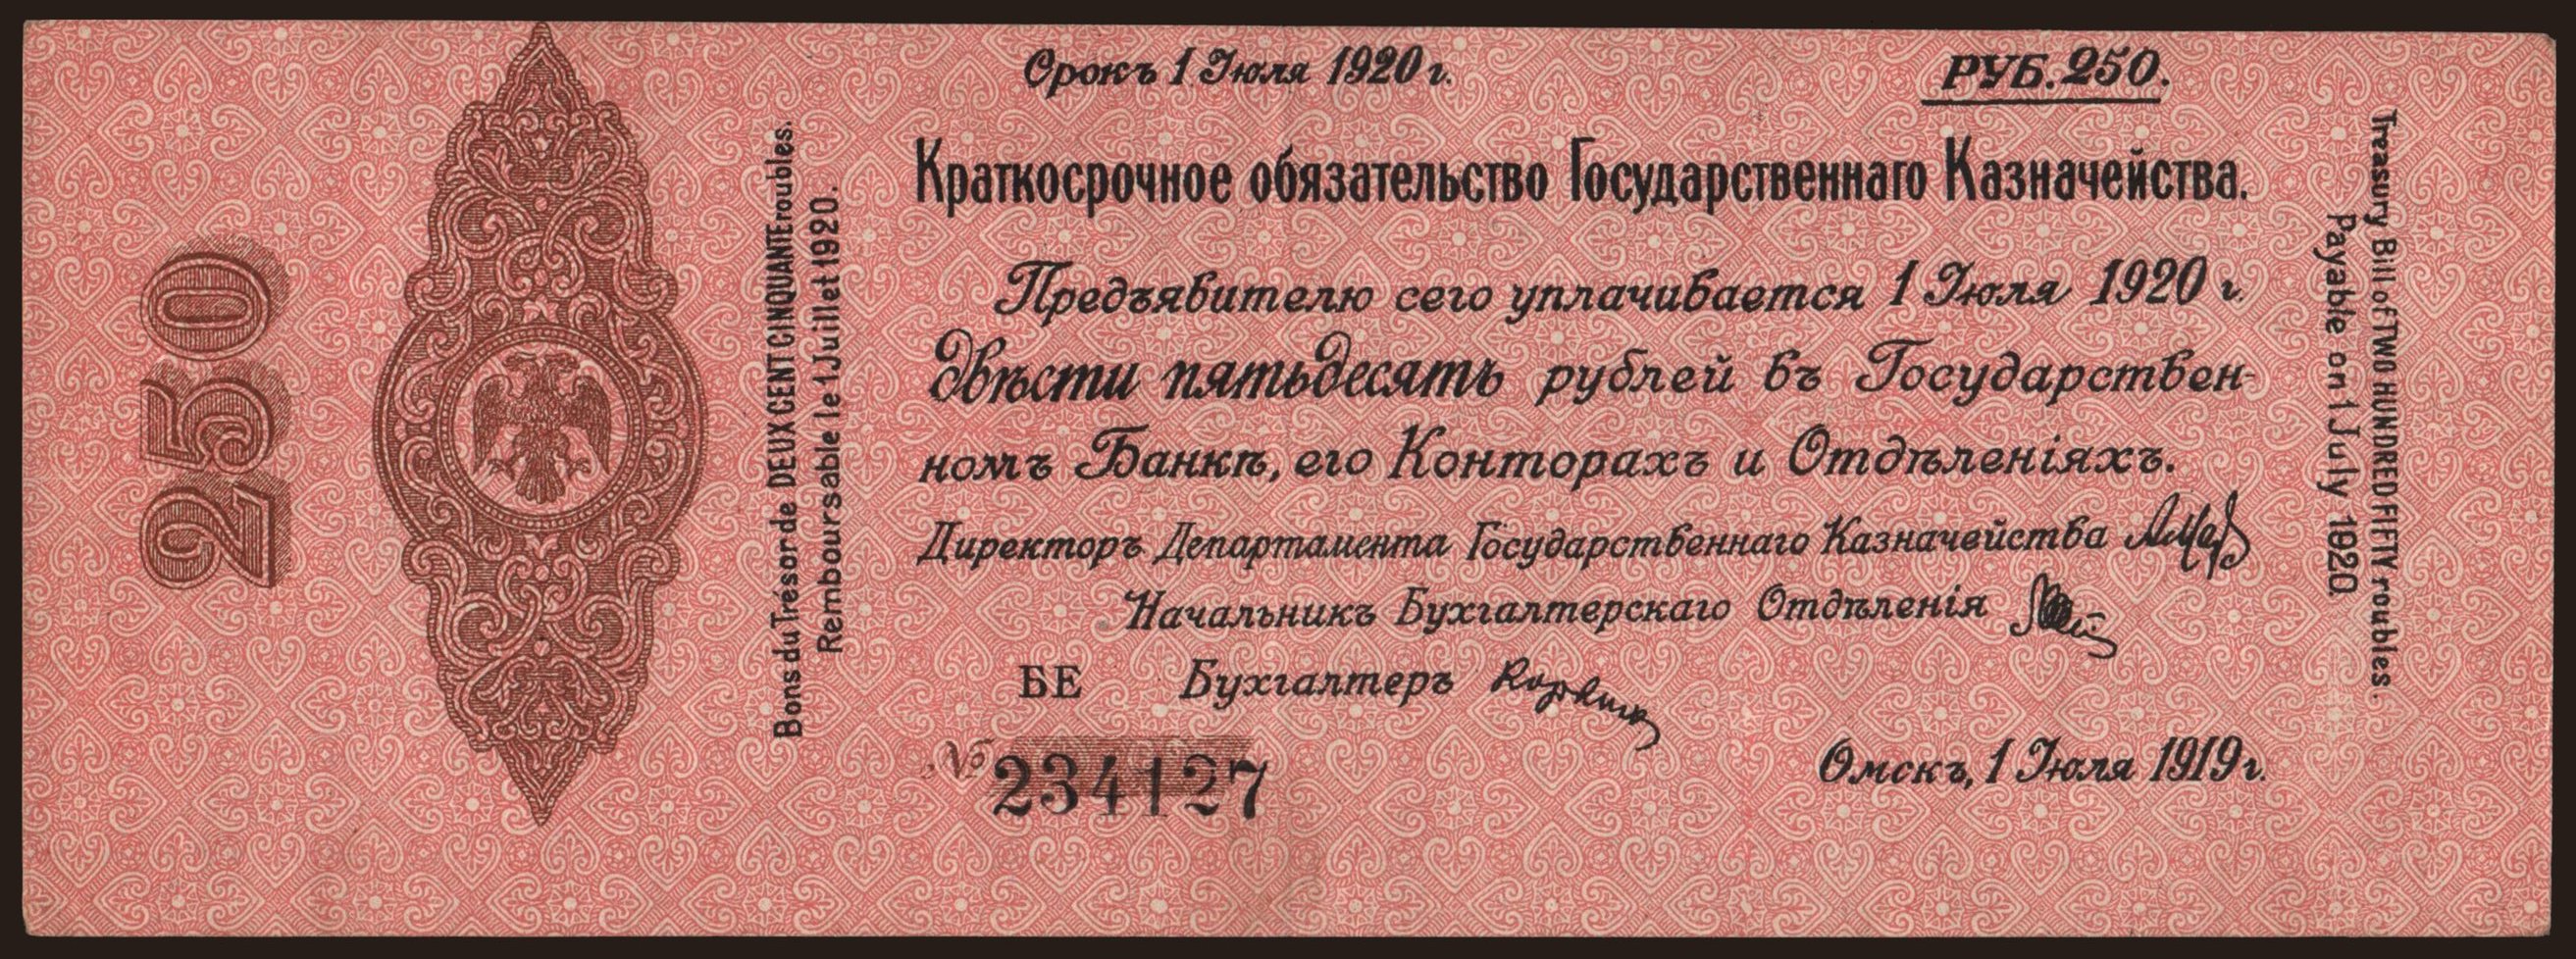 250
Bons du Trésor de DEUX CENT CINQUANTE roubles.
Remboursable le 1 Juillet 1920.
Срокъ 1 Іюля 1920 г.
РУБ. 250.
Краткосрочное обязательство Государственнаго Казначейства.
Предъявителю сего уплачивается 1 Іюля 1920 г.
Двѣсти пятьдесятъ рублей въ Государствен-
номъ Банкѣ, его Конторахъ и Отдѣленіяхъ.
Директоръ Департамента Государственнаго Казначейства
Начальникъ Бухгалтерскаго Отдѣленія
БЕ Бухгалтеръ
№ 234127
Омскъ, 1 Іюля 1919 г.
Treasury Bill of TWO HUNDRED FIFTY roubles.
Payable on 1 July 1920.